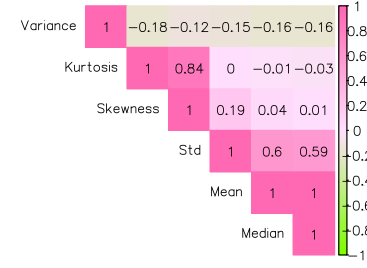 Variance 1 −0.18 −0.12 −0.15 −0.16 −0.16
Kurtosis 1 0.84 0 −0.01 −0.03
Skewness 1 0.19 0.04 0.01
Std 1 0.6 0.59
Mean 1 1
Median 1
1
0.8
0.6
0.4
0.2
0
−0.2
−0.4
−0.6
−0.8
−1